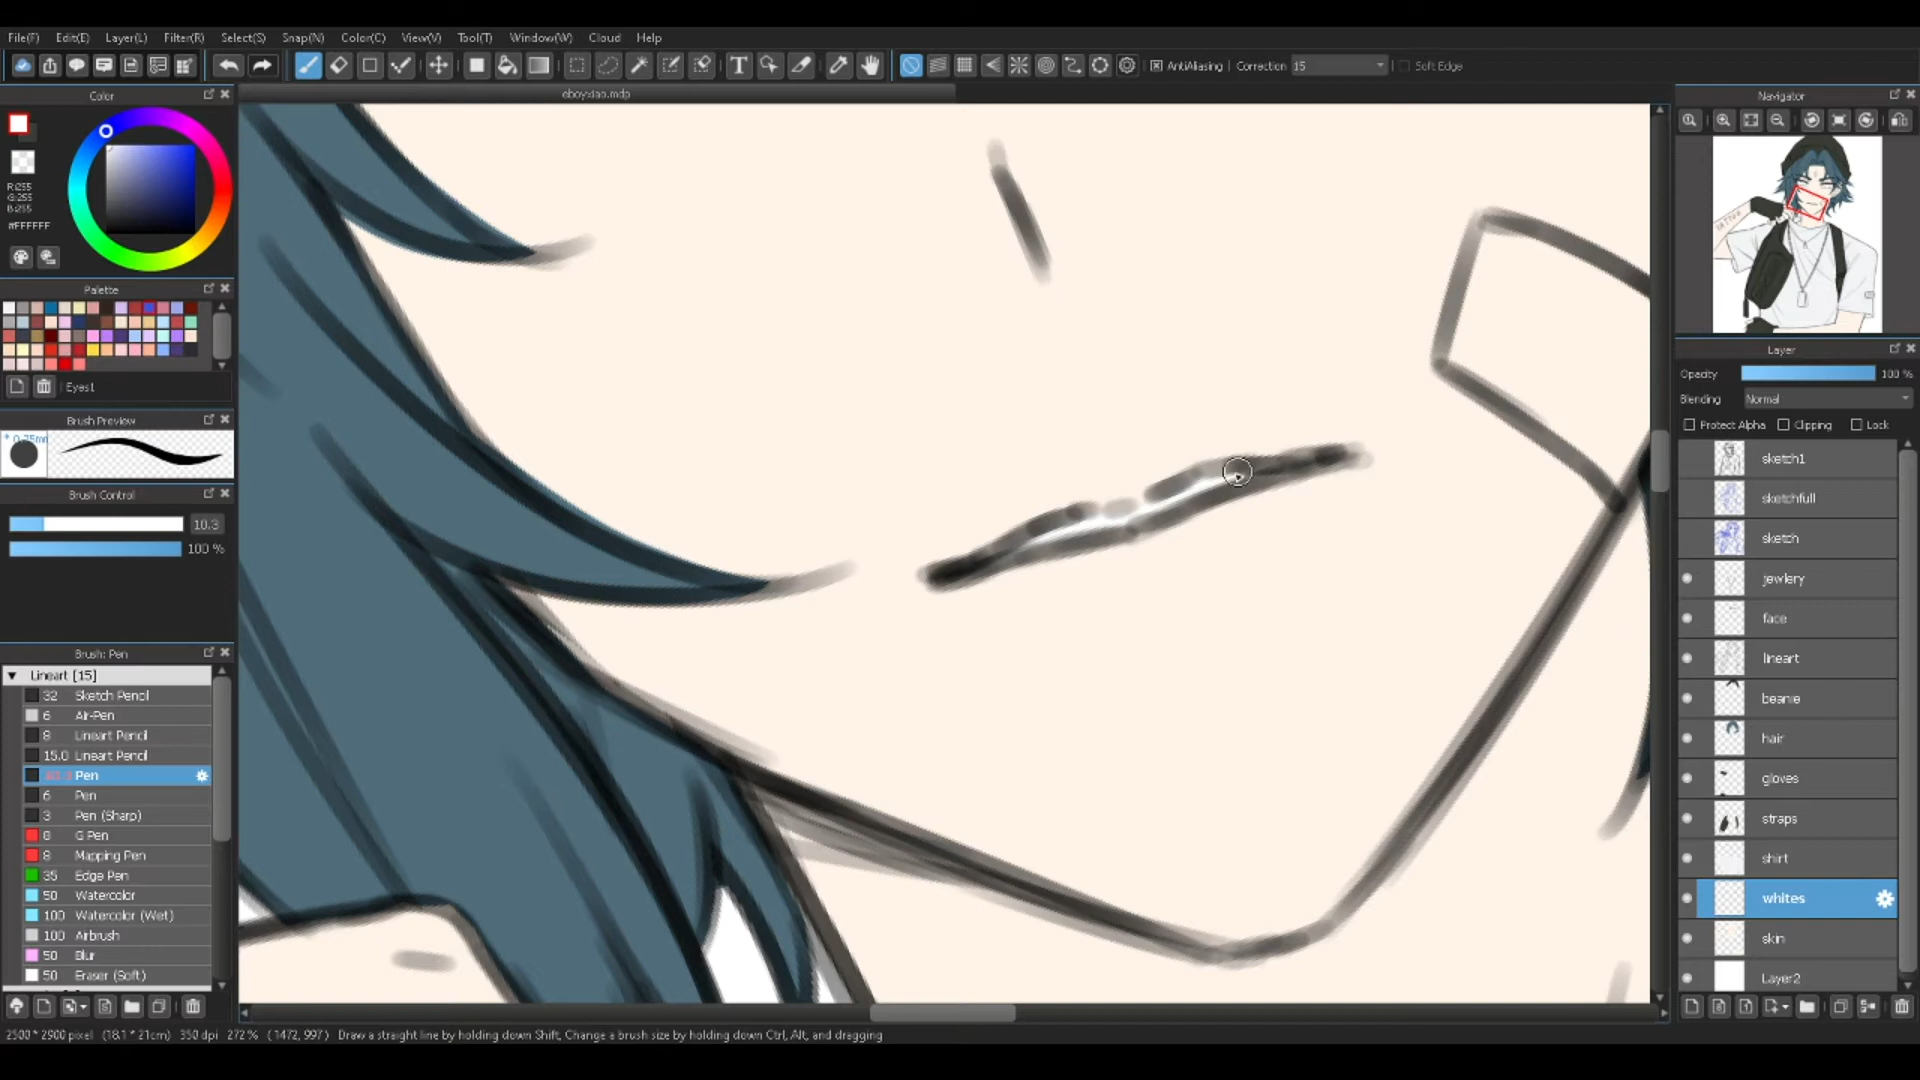 File(F) Edit(E) Layer(L) Filter(R) Select(S) Snap(N) Color(C) View(V) Tool(T) Window(W) Cloud Help
T AntiAliasing Correction 15 Soft Edge
eboyxiao.mdp
Color
R:255
G:255
B:255
#FFFFFF
Palette
Eyes1
Brush Preview
Brush Control
10.3
100 %
Brush: Pen
Lineart [15]
32 Sketch Pencil
6 Air-Pen
8 Lineart Pencil
15.0 Lineart Pencil
Pen
6 Pen
3 Pen (Sharp)
8 G Pen
8 Mapping Pen
35 Edge Pen
50 Watercolor
100 Watercolor (Wet)
100 Airbrush
50 Blur
50 Eraser (Soft)
Navigator
Layer
Opacity 100 %
Blending Normal
Protect Alpha Clipping Lock
sketch1
sketchfull
sketch
jewlery
face
lineart
beanie
hair
gloves
straps
shirt
whites
skin
Layer2
2500 * 2900 pixel (18.1 * 21cm) 350 dpi 272 % ( 1472, 997) Draw a straight line by holding down Shift, Change a brush size by holding down Ctrl, Alt, and dragging